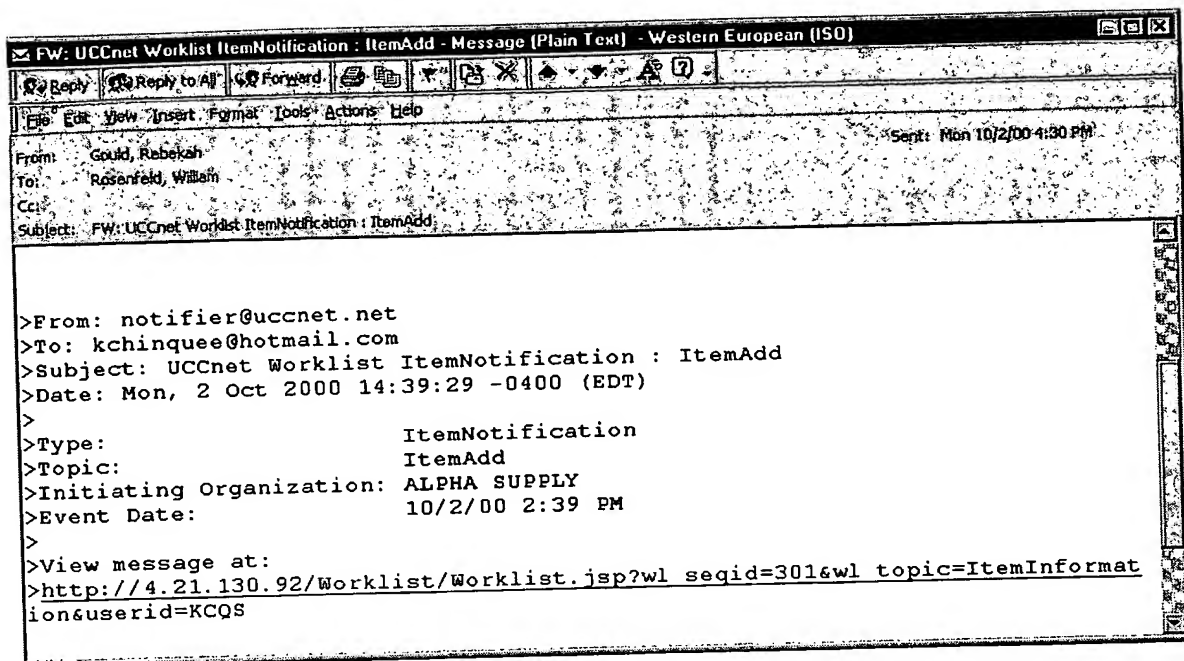 FW: UCCnet Worklist ItemNotification : ItemAdd - Message (Plain Text) - Western European (ISO)
Reply Reply to All Forward
File Edit View Insert Format Tools Actions Help
From: Gould, Rebekah Sent: Mon 10/2/00 4:30 PM
To: Rosenfeld, William
Cc:
Subject: FW: UCCnet Worklist ItemNotification : ItemAdd
>From: notifier@uccnet.net
>To: kchinquee@hotmail.com
>Subject: UCCnet Worklist ItemNotification : ItemAdd
>Date: Mon, 2 Oct 2000 14:39:29 -0400 (EDT)
>
>Type: ItemNotification
>Topic: ItemAdd
>Initiating Organization: ALPHA SUPPLY
>Event Date: 10/2/00 2:39 PM
>
>View message at:
>http://4.21.130.92/Worklist/Worklist.jsp?wl_seqid=301&wl_topic=ItemInformat
ion&userid=KCQS